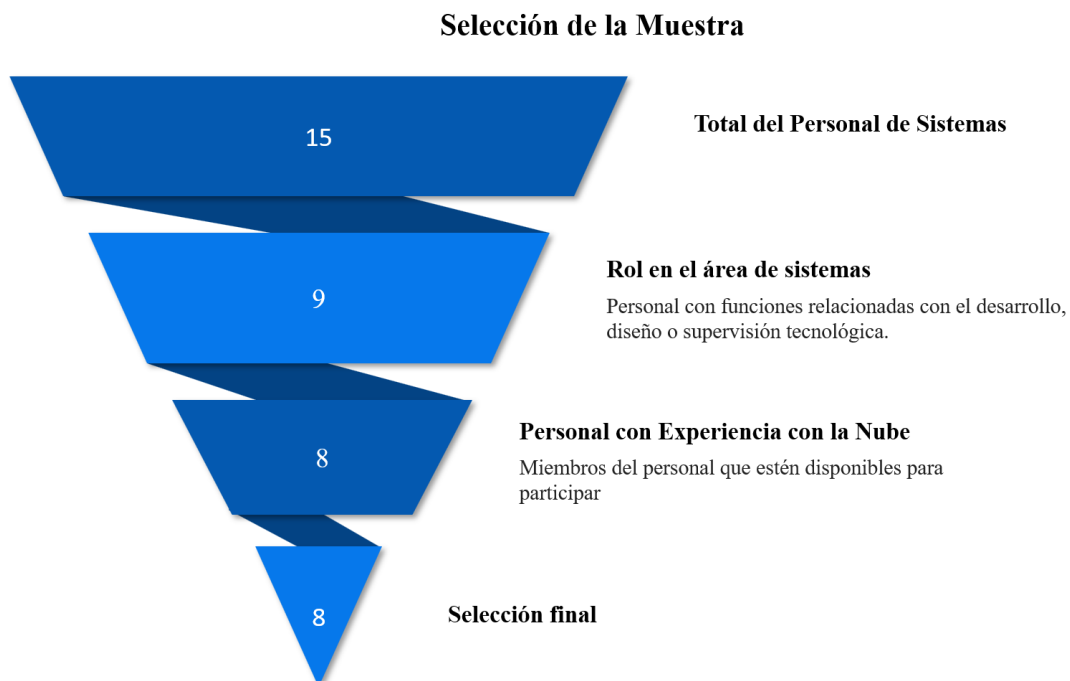 Selección de la Muestra
15
Total del Personal de Sistemas
9
Rol en el área de sistemas
Personal con funciones relacionadas con el desarrollo,
diseño o supervisión tecnológica.
8
Personal con Experiencia con la Nube
Miembros del personal que estén disponibles para
participar
8
Selección final